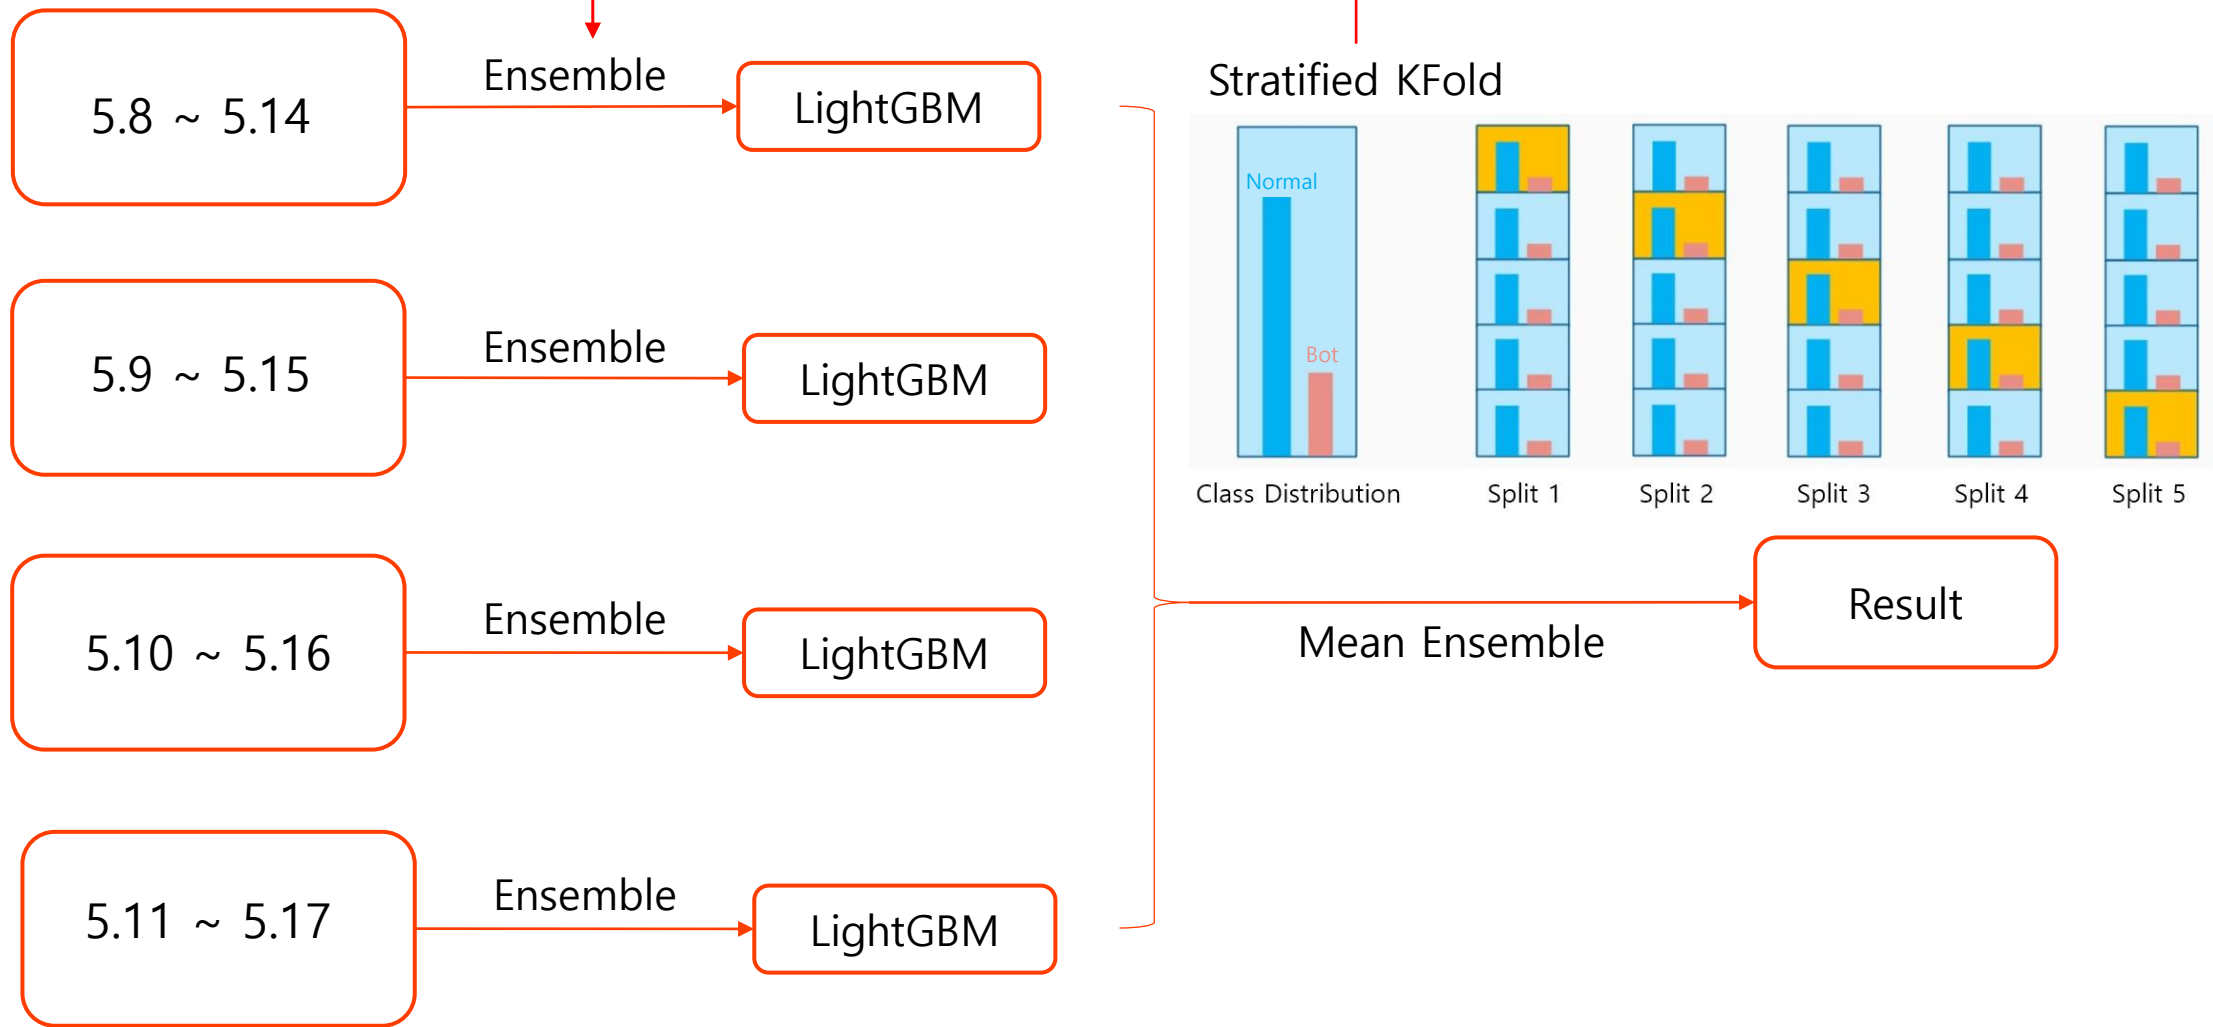 5.8 ~ 5.14
Ensemble
LightGBM
5.9 ~ 5.15
Ensemble
LightGBM
5.10 ~ 5.16
Ensemble
LightGBM
5.11 ~ 5.17
Ensemble
LightGBM
Stratified KFold
Normal
Bot
Class Distribution
Split 1
Split 2
Split 3
Split 4
Split 5
Mean Ensemble
Result